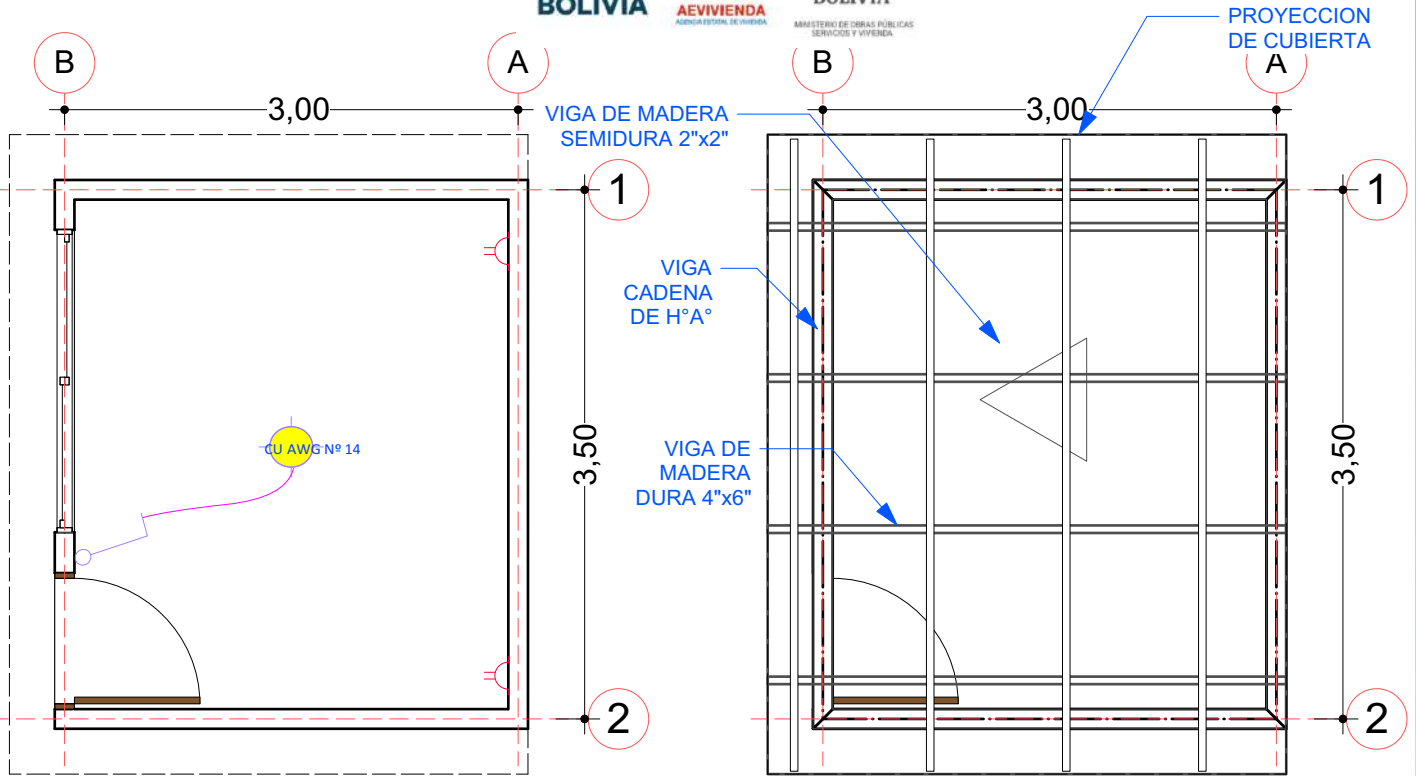 BOLIVIA
AEVIVIENDA
AGENCIA ESTATAL DE VIVIENDA
BOLIVIA
MINISTERIO DE OBRAS PÚBLICAS
SERVICIOS Y VIVIENDA
PROYECCION
DE CUBIERTA
B
A
3,00
B
A
3,00
VIGA DE MADERA
SEMIDURA 2"x2"
1
1
VIGA
CADENA
DE H°A°
CU AWG Nº 14
3,50
VIGA DE
MADERA
DURA 4"x6"
3,50
2
2